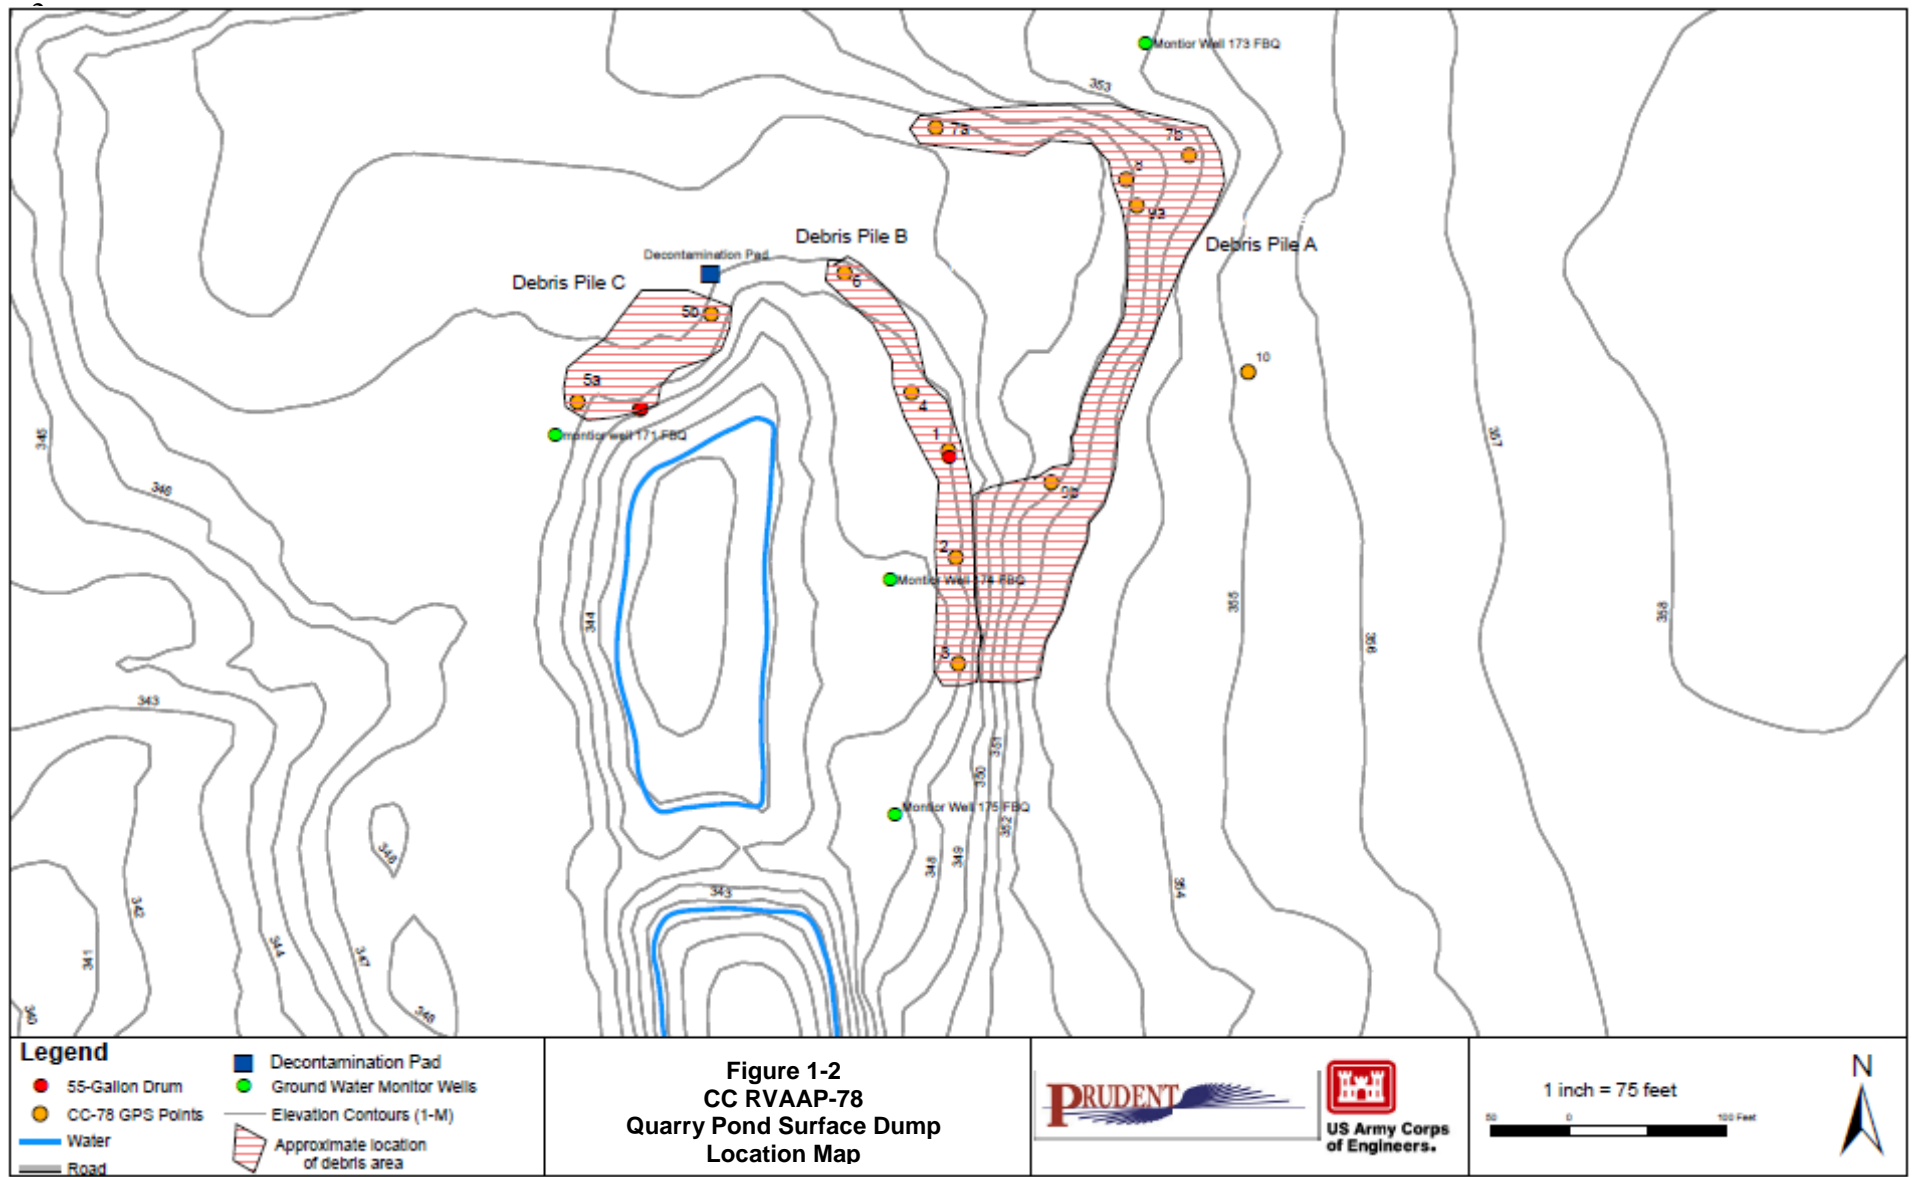 353
Montior Well 173 FBQ
7a
7b
8
9a
Debris Pile B
Debris Pile A
Decontamination Pad
Debris Pile C
6
5b
10
5a
4
montior well 171 FBQ
1
345
357
346
9b
2
Montior Well 174 FBQ
344
355
358
356
3
343
351
350
Montior Well 175 FBQ
352
346
348
349
343
354
342
344
347
341
340
348
Legend
55-Gallon Drum
CC-78 GPS Points
Water
Road
Decontamination Pad
Ground Water Monitor Wells
Elevation Contours (1-M)
Approximate location
of debris area
Figure 1-2
CC RVAAP-78
Quarry Pond Surface Dump
Location Map
PRUDENT
US Army Corps
of Engineers.
1 inch = 75 feet
50 0 100 Feet
N